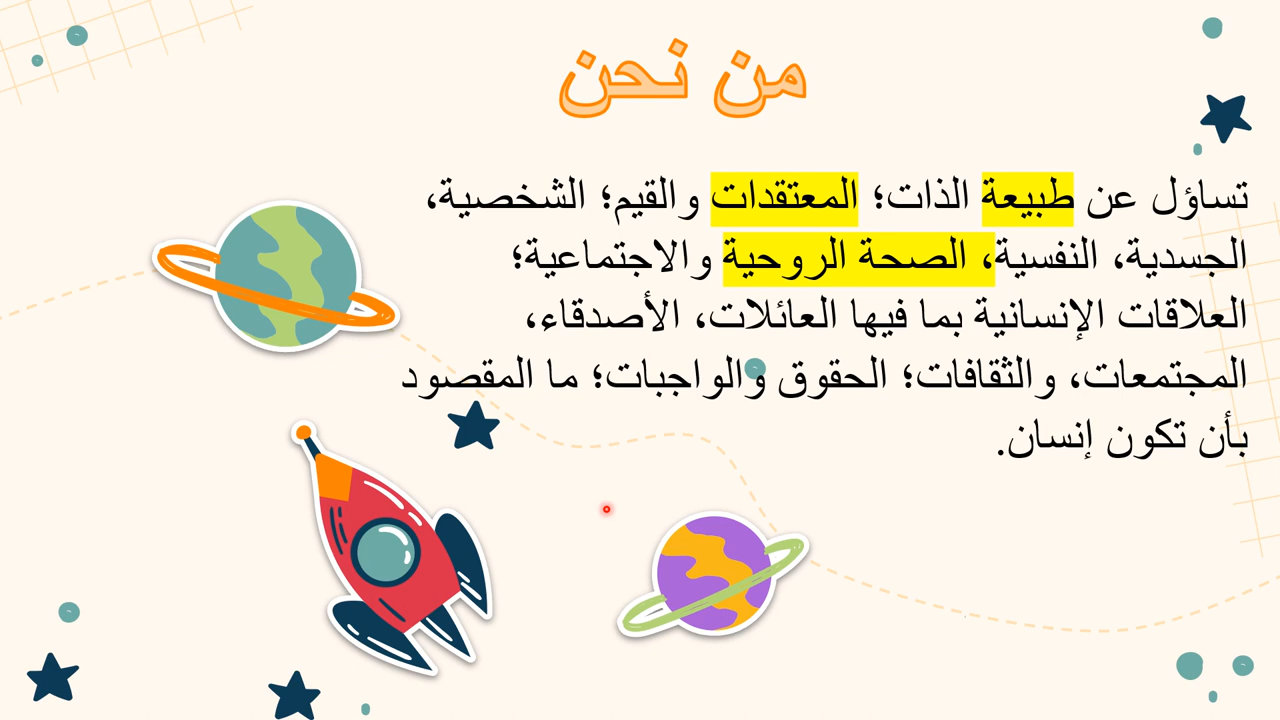 من نحن
تساؤل عن طبيعة الذات؛ المعتقدات والقيم؛ الشخصية،
الجسدية، النفسية، الصحة الروحية والاجتماعية؛
العلاقات الإنسانية بما فيها العائلات، الأصدقاء،
المجتمعات، والثقافات؛ الحقوق والواجبات؛ ما المقصود
بأن تكون إنسان.